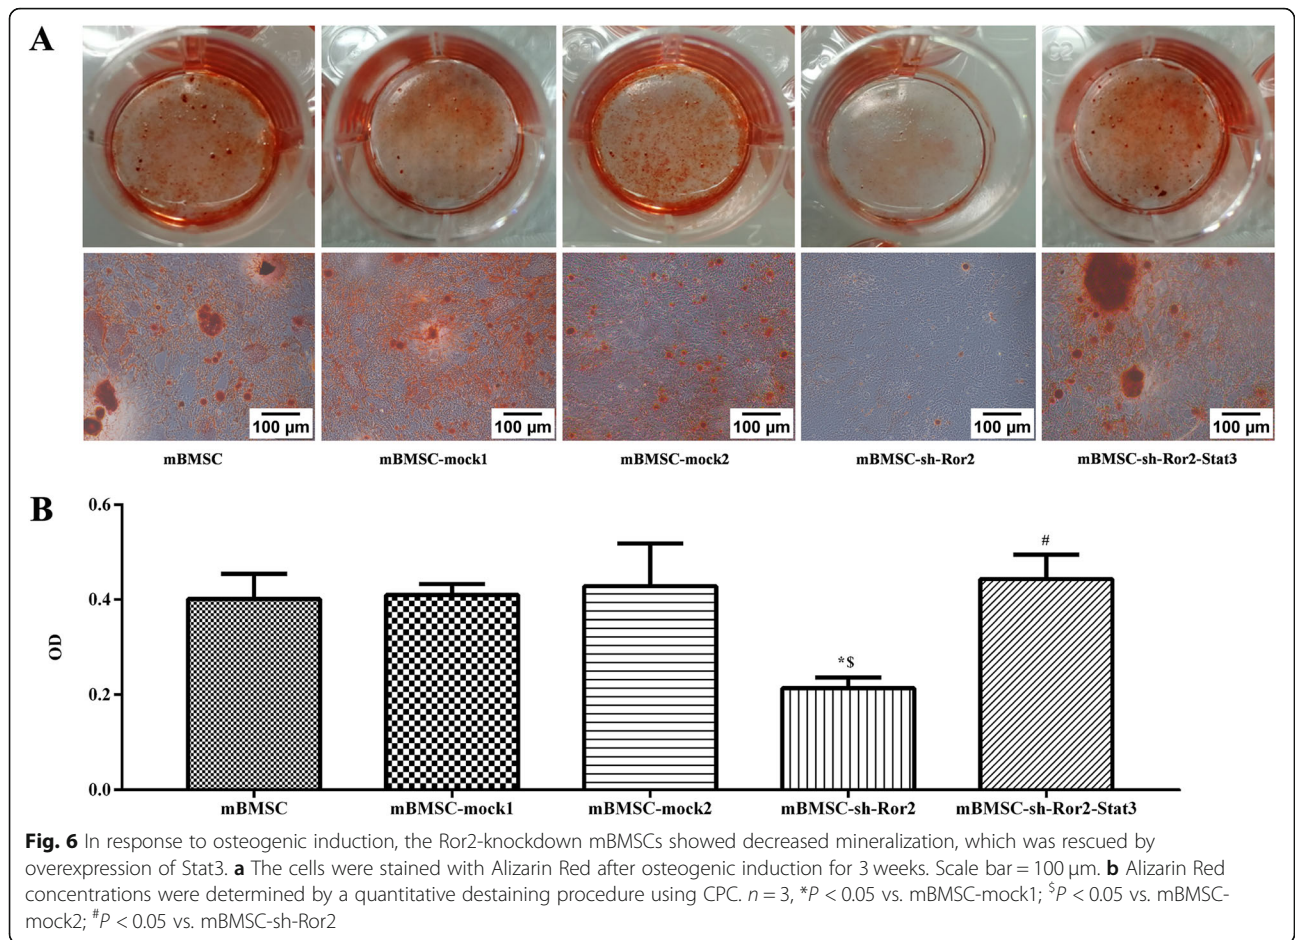 A
100 µm 100 µm 100 µm 100 µm 100 µm
mBMSC mBMSC-mock1 mBMSC-mock2 mBMSC-sh-Ror2 mBMSC-sh-Ror2-Stat3
B
0.6
0.4
0.2
0.0
OD
*$
#
mBMSC mBMSC-mock1 mBMSC-mock2 mBMSC-sh-Ror2 mBMSC-sh-Ror2-Stat3
Fig. 6 In response to osteogenic induction, the Ror2-knockdown mBMSCs showed decreased mineralization, which was rescued by
overexpression of Stat3. a The cells were stained with Alizarin Red after osteogenic induction for 3 weeks. Scale bar = 100 µm. b Alizarin Red
concentrations were determined by a quantitative destaining procedure using CPC. n = 3, *P < 0.05 vs. mBMSC-mock1; $P < 0.05 vs. mBMSC-
mock2; #P < 0.05 vs. mBMSC-sh-Ror2